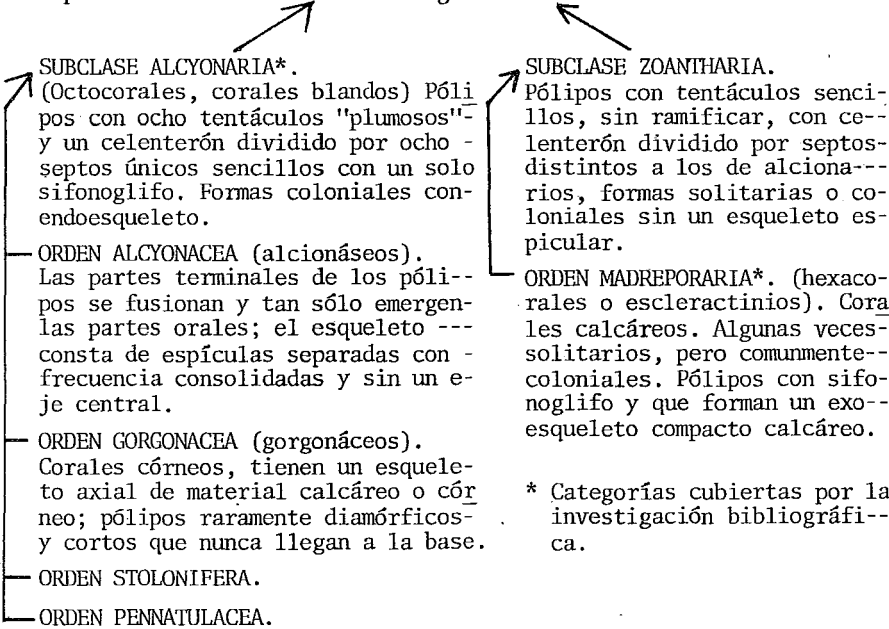 SUBCLASE ALCYONARIA*.
(Octocorales, corales blandos) Póli
pos con ocho tentáculos "plumosos"-
y un celenterón dividido por ocho -
septos únicos sencillos con un solo
sifonoglifo. Formas coloniales con-
endoesqueleto.
ORDEN ALCYONACEA (alcionáseos).
Las partes terminales de los póli--
pos se fusionan y tan sólo emergen-
las partes orales; el esqueleto ---
consta de espículas separadas con -
frecuencia consolidadas y sin un e-
je central.
ORDEN GORGONACEA (gorgonáceos).
Corales córneos, tienen un esquele-
to axial de material calcáreo o cór
neo; pólipos raramente diamórficos-
y cortos que nunca llegan a la base.
ORDEN STOLONIFERA.
ORDEN PENNATULACEA.
SUBCLASE ZOANTHARIA.
Pólipos con tentáculos senci-
llos, sin ramificar, con ce--
lenterón dividido por septos-
distintos a los de alciona---
rios, formas solitarias o co-
loniales sin un esqueleto es-
picular.
ORDEN MADREPORARIA*. (hexaco-
rales o escleractinios). Cora
les calcáreos. Algunas veces-
solitarios, pero comunmente--
coloniales. Pólipos con sifo-
noglifo y que forman un exo--
esqueleto compacto calcáreo.
* Categorías cubiertas por la
investigación bibliográfi--
ca.